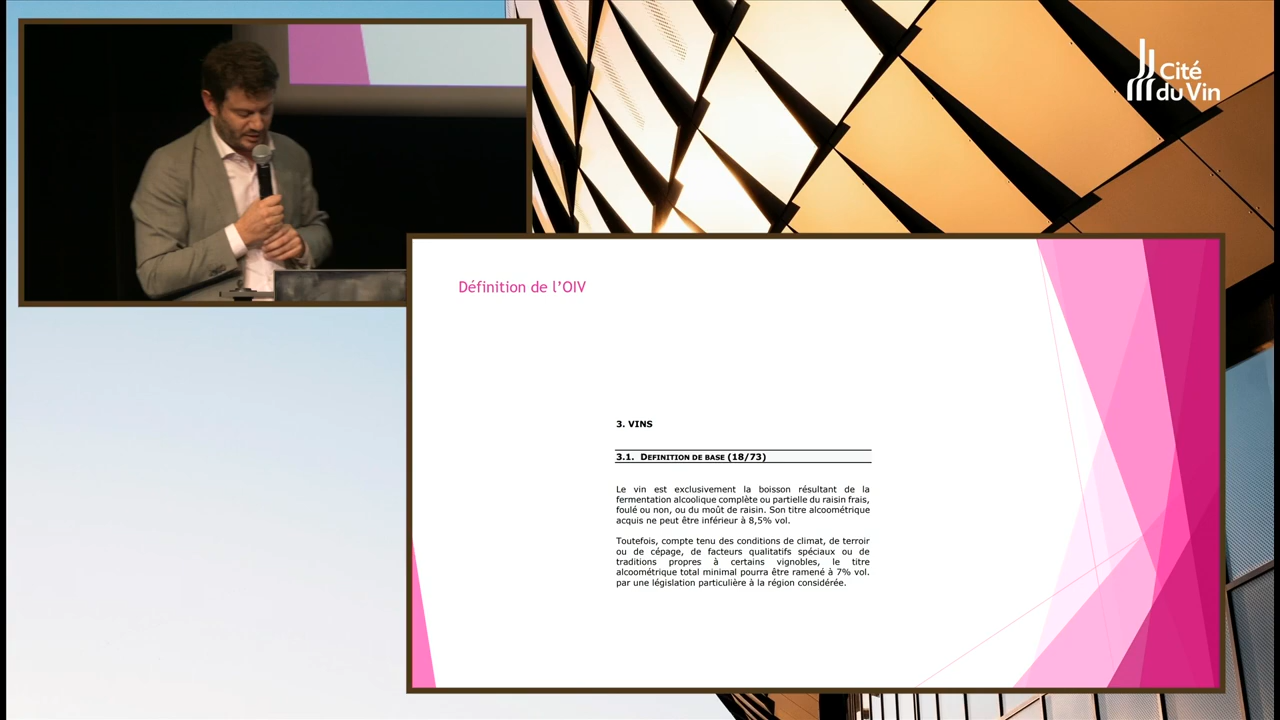 Cité
du Vin
Définition de l’OIV
3. VINS
3.1. DEFINITION DE BASE (18/73)
Le vin est exclusivement la boisson résultant de la
fermentation alcoolique complète ou partielle du raisin frais,
foulé ou non, ou du moût de raisin. Son titre alcoométrique
acquis ne peut être inférieur à 8,5% vol.
Toutefois, compte tenu des conditions de climat, de terroir
ou de cépage, de facteurs qualitatifs spéciaux ou de
traditions propres à certains vignobles, le titre
alcoométrique total minimal pourra être ramené à 7% vol.
par une législation particulière à la région considérée.